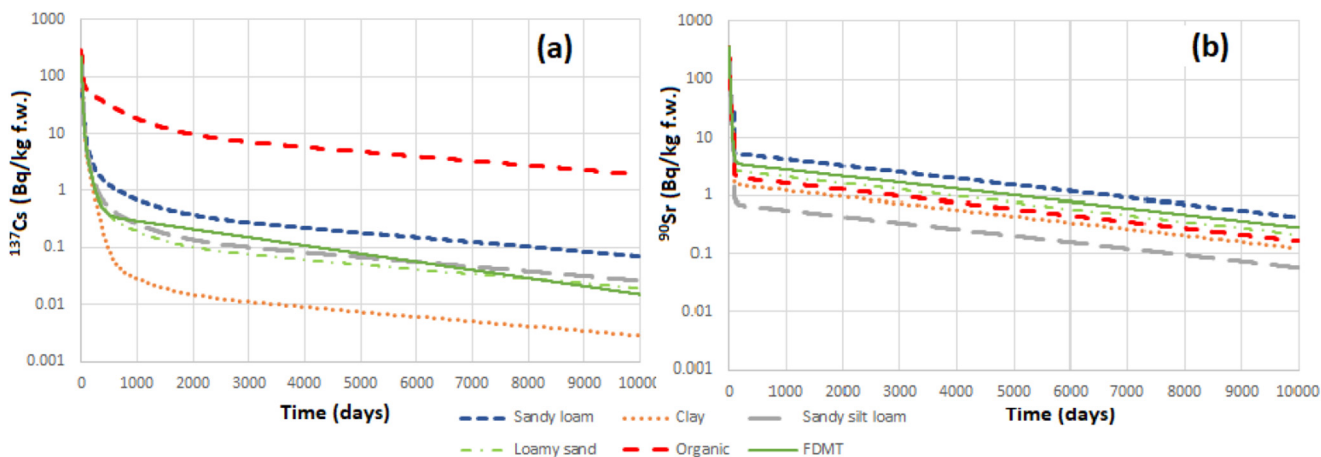 (a)
¹³⁷Cs (Bq/kg f.w.)
1000
100
10
1
0.1
0.01
0.001
0 1000 2000 3000 4000 5000 6000 7000 8000 9000 1000(
Time (days)
(b)
⁹⁰Sr (Bq/kg f.w.)
1000
100
10
1
0.1
0.01
0.001
0 1000 2000 3000 4000 5000 6000 7000 8000 9000 10000
Time (days)
Sandy loam Clay Sandy silt loam
Loamy sand Organic FDMT